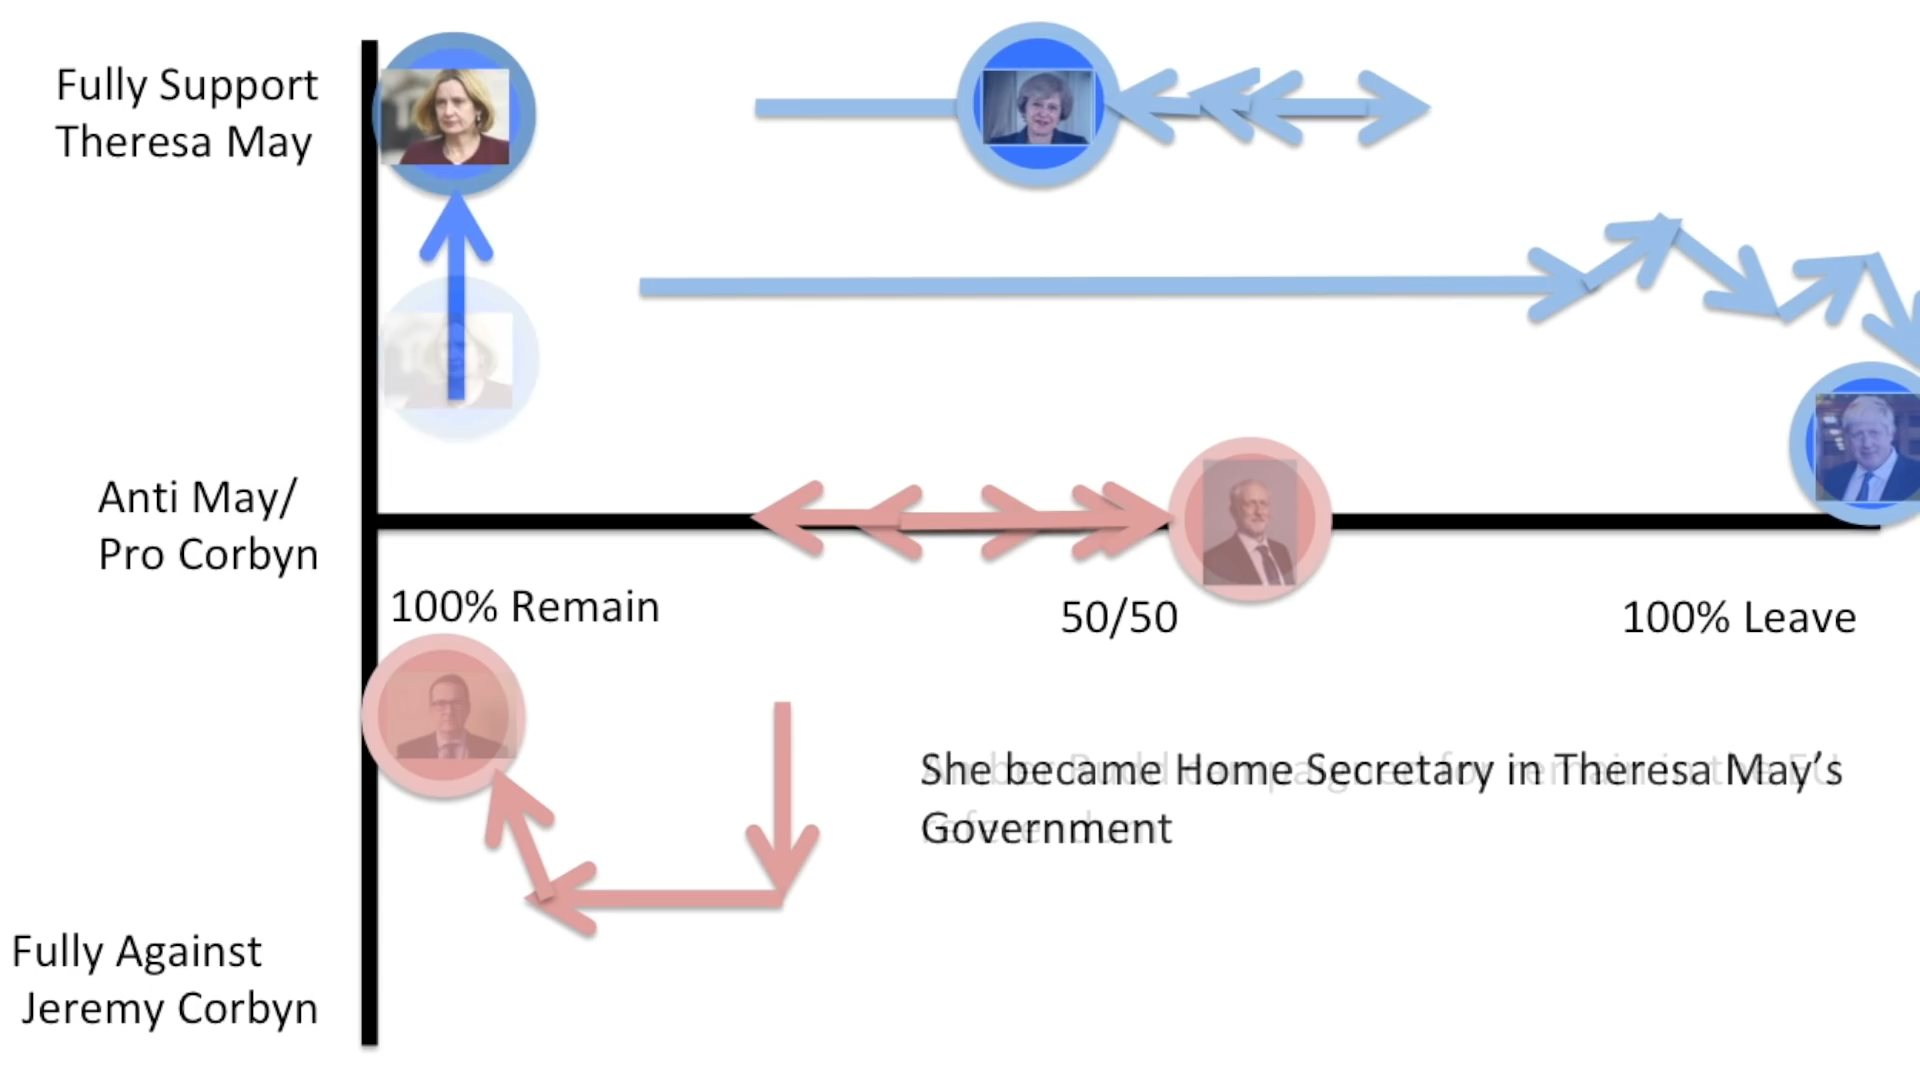 Fully Support
Theresa May
Anti May/
Pro Corbyn
100% Remain
50/50
100% Leave
She became Home Secretary in Theresa May's
Government
Fully Against
Jeremy Corbyn